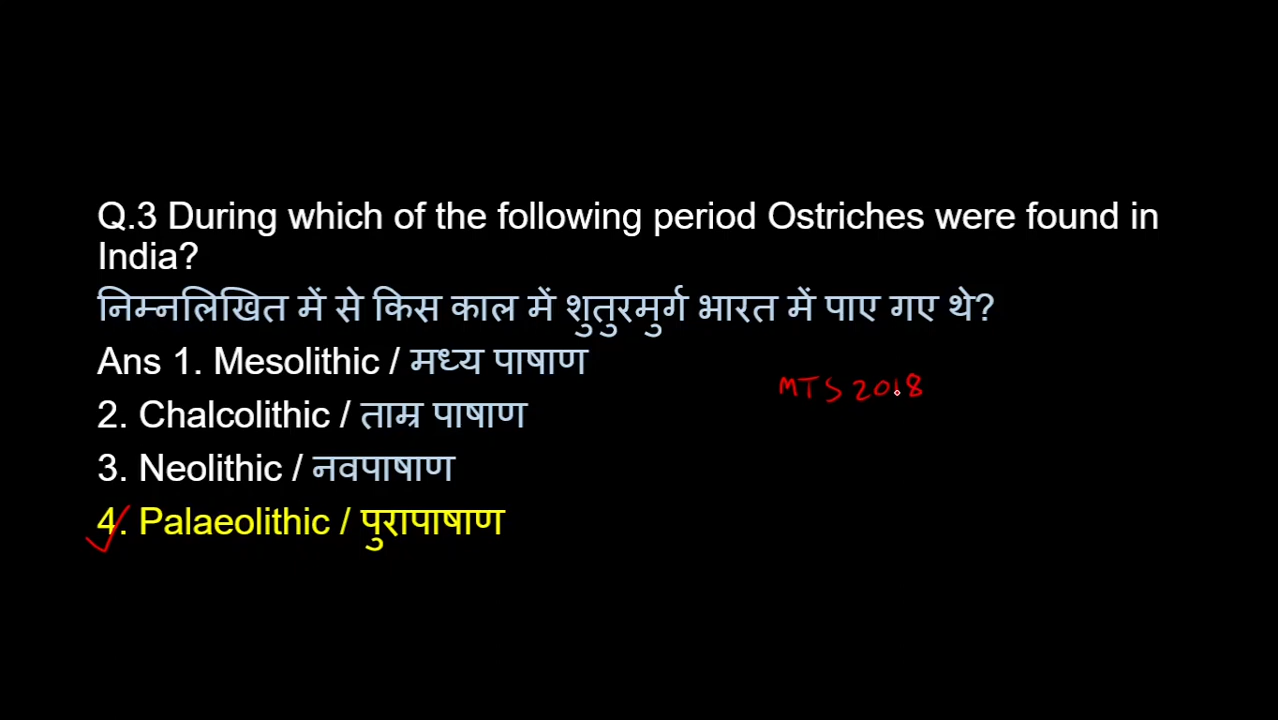 Q.3 During which of the following period Ostriches were found in
India?
निम्नलिखित में से किस काल में शुतुरमुर्ग भारत में पाए गए थे?
Ans 1. Mesolithic / मध्य पाषाण
MTS 2018
2. Chalcolithic / ताम्र पाषाण
3. Neolithic / नवपाषाण
4. Palaeolithic / पुरापाषाण